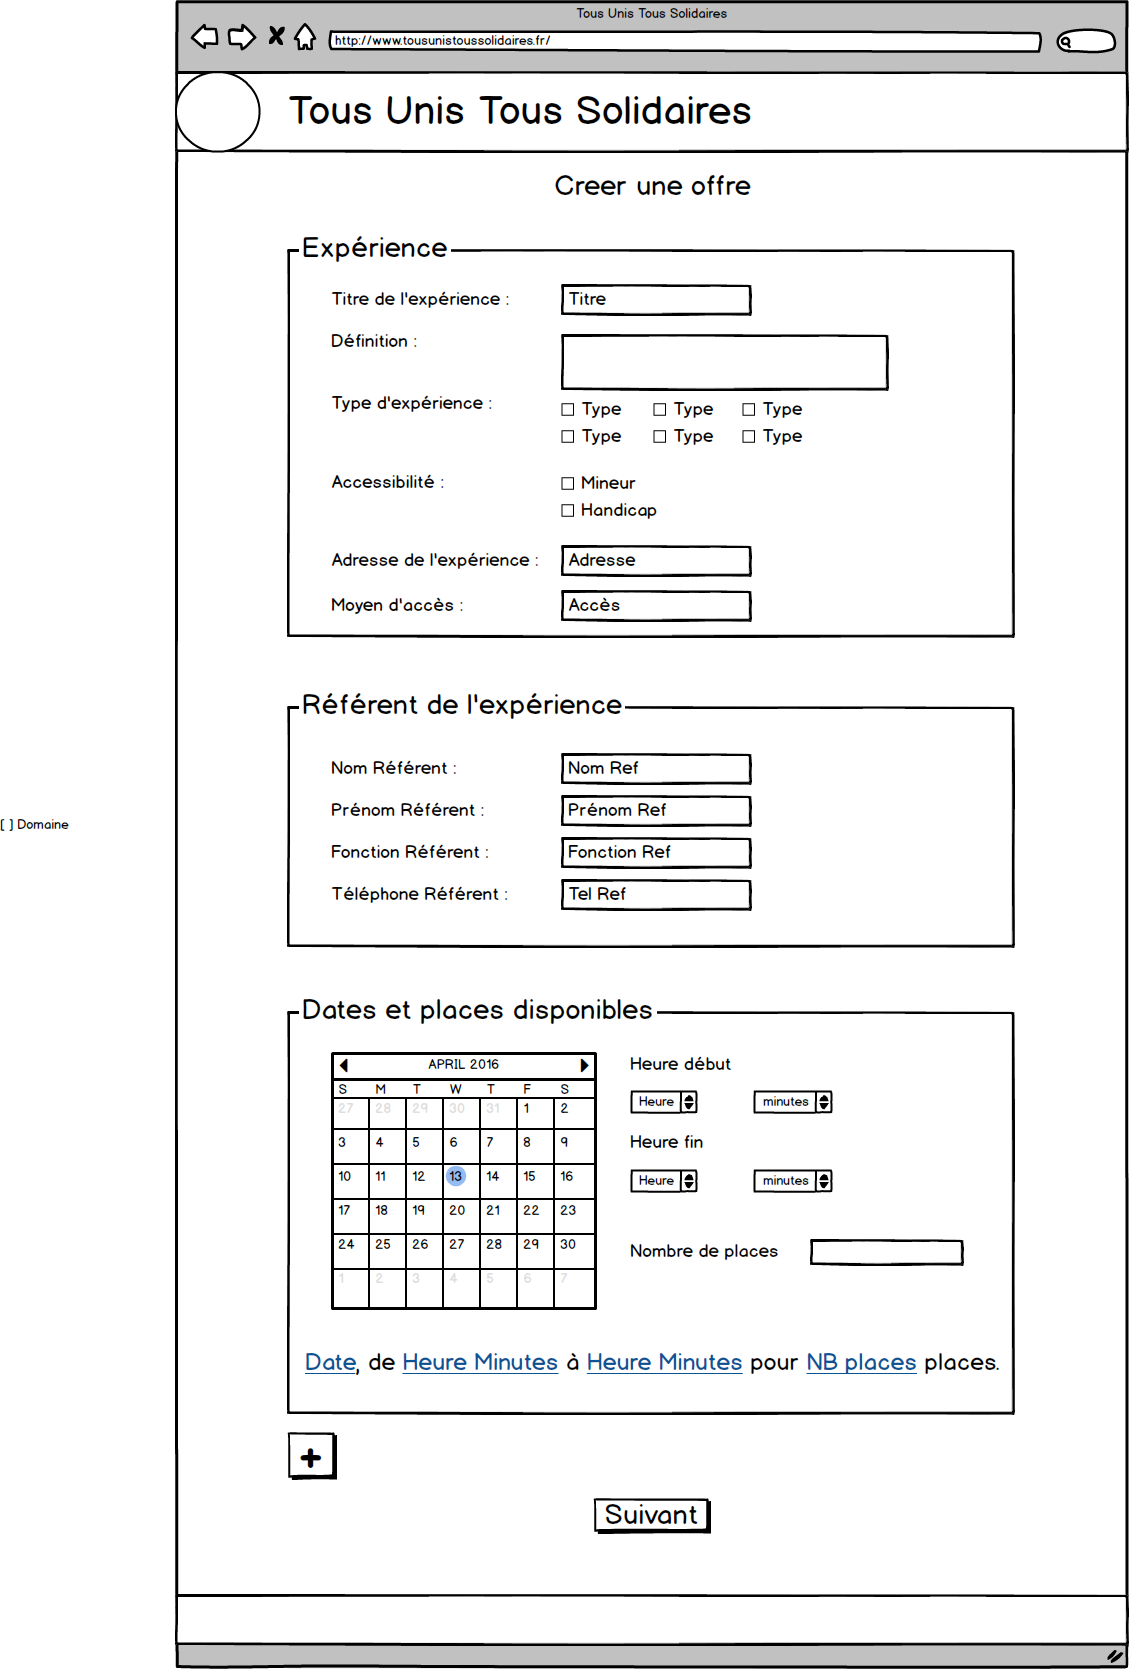 Tous Unis Tous Solidaires
http://www.tousunistoussolidaires.fr/
Tous Unis Tous Solidaires
Creer une offre
Expérience
Titre de l'expérience : Titre
Définition :
Type d'expérience :
Type Type Type
Type Type Type
Accessibilité : Mineur
Handicap
Adresse de l'expérience : Adresse
Moyen d'accès : Accès
Référent de l'expérience
Nom Référent : Nom Ref
Prénom Référent : Prénom Ref
[ ] Domaine
Fonction Référent : Fonction Ref
Téléphone Référent : Tel Ref
Dates et places disponibles
APRIL 2016
S M T W T F S
27 28 29 30 31 1 2
3 4 5 6 7 8 9
10 11 12 13 14 15 16
17 18 19 20 21 22 23
24 25 26 27 28 29 30
1 2 3 4 5 6 7
Heure début
Heure minutes
Heure fin
Heure minutes
Nombre de places
Date, de Heure Minutes à Heure Minutes pour NB places places.
+
Suivant